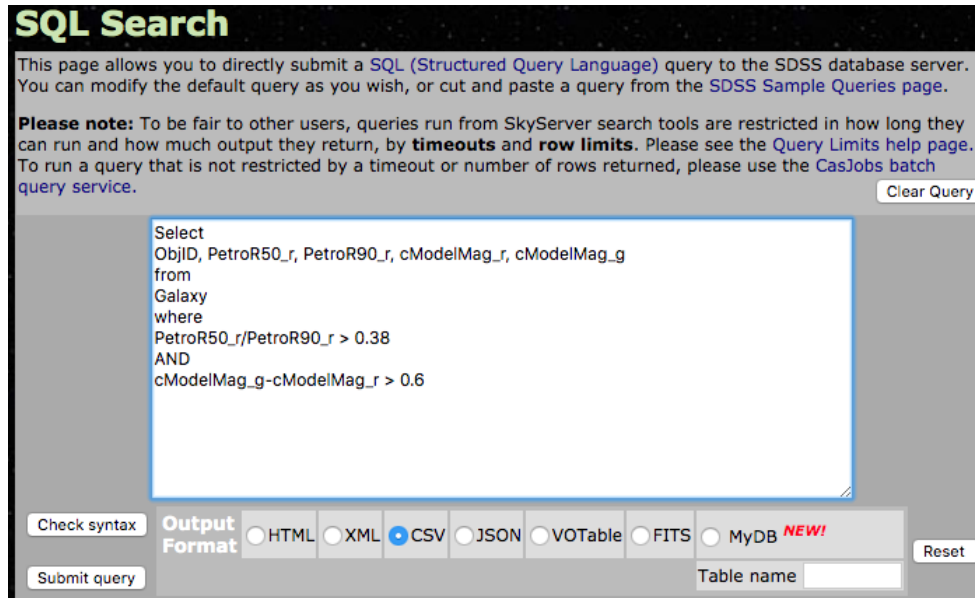 SQL Search
This page allows you to directly submit a SQL (Structured Query Language) query to the SDSS database server.
You can modify the default query as you wish, or cut and paste a query from the SDSS Sample Queries page.
Please note: To be fair to other users, queries run from SkyServer search tools are restricted in how long they
can run and how much output they return, by timeouts and row limits. Please see the Query Limits help page.
To run a query that is not restricted by a timeout or number of rows returned, please use the CasJobs batch
query service.
Clear Query
Select
ObjID, PetroR50_r, PetroR90_r, cModelMag_r, cModelMag_g
from
Galaxy
where
PetroR50_r/PetroR90_r > 0.38
AND
cModelMag_g-cModelMag_r > 0.6
Check syntax
Output
Format
HTML XML CSV JSON VOTable FITS MyDB NEW!
Reset
Submit query
Table name